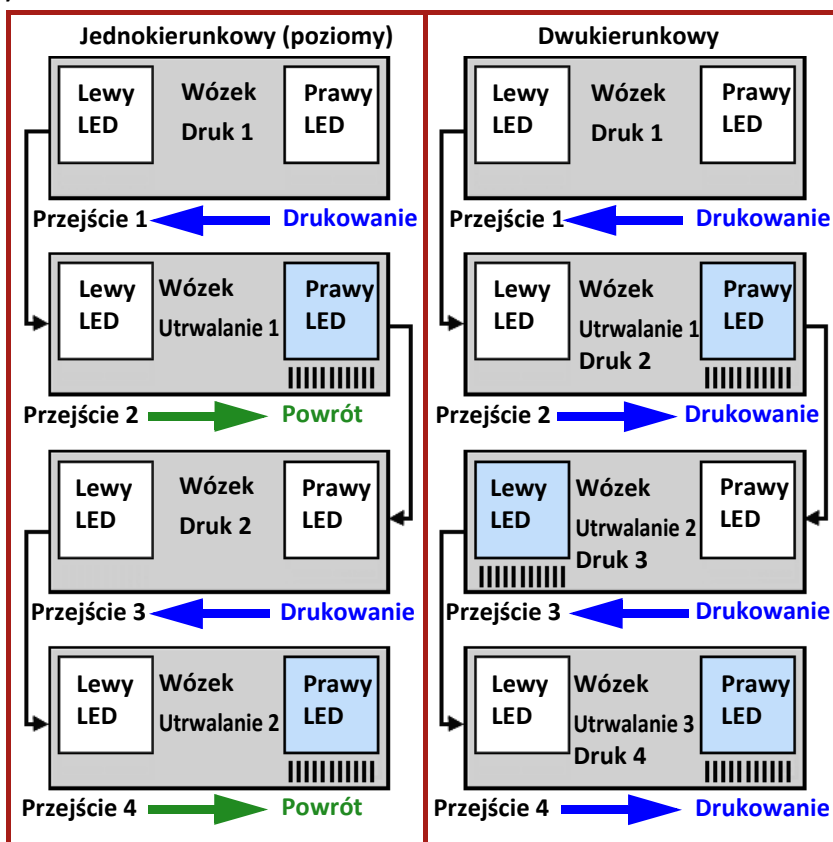 Jednokierunkowy (poziomy)
Lewy
LED
Wózek
Druk 1
Prawy
LED
Przejście 1
Drukowanie
Lewy
LED
Wózek
Utrwalanie 1
Prawy
LED
Przejście 2
Powrót
Lewy
LED
Wózek
Druk 2
Prawy
LED
Przejście 3
Drukowanie
Lewy
LED
Wózek
Utrwalanie 2
Prawy
LED
Przejście 4
Powrót
Dwukierunkowy
Lewy
LED
Wózek
Druk 1
Prawy
LED
Przejście 1
Drukowanie
Lewy
LED
Wózek
Utrwalanie 1
Druk 2
Prawy
LED
Przejście 2
Drukowanie
Lewy
LED
Wózek
Utrwalanie 2
Druk 3
Prawy
LED
Przejście 3
Drukowanie
Lewy
LED
Wózek
Utrwalanie 3
Druk 4
Prawy
LED
Przejście 4
Drukowanie